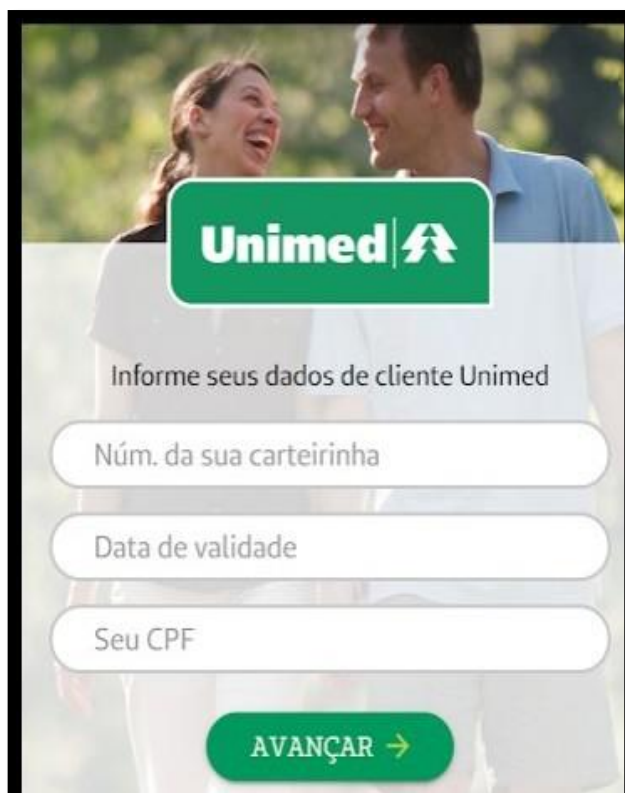 Unimed
Informe seus dados de cliente Unimed
Núm. da sua carteirinha
Data de validade
Seu CPF
AVANÇAR →